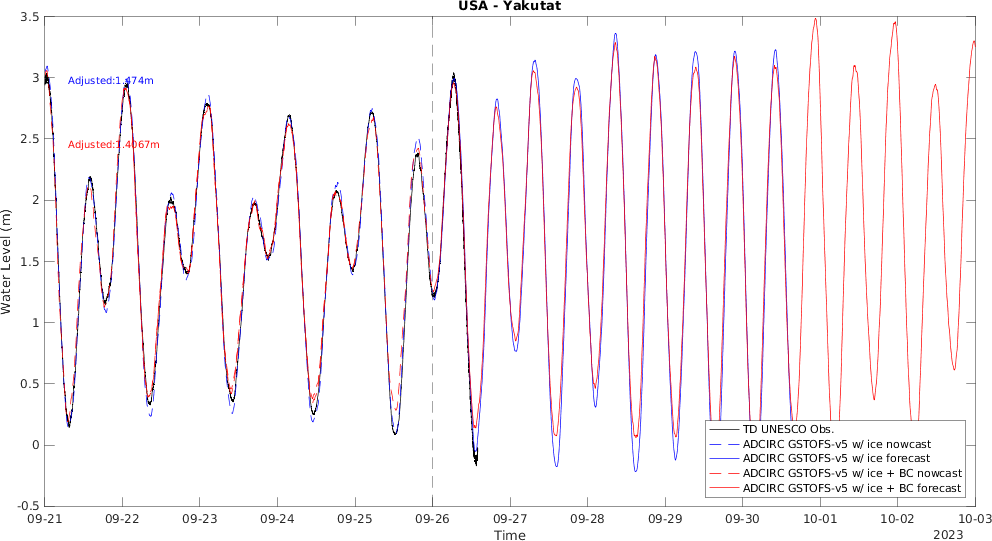 USA - Yakutat
3.5
3
2.5
2
1.5
1
0.5
0
-0.5
Water Level (m)
Adjusted:1.474m
Adjusted:1.4067m
TD UNESCO Obs.
ADCIRC GSTOFS-v5 w/ ice nowcast
ADCIRC GSTOFS-v5 w/ ice forecast
ADCIRC GSTOFS-v5 w/ ice + BC nowcast
ADCIRC GSTOFS-v5 w/ ice + BC forecast
09-21 09-22 09-23 09-24 09-25 09-26 09-27 09-28 09-29 09-30 10-01 10-02 10-03
Time
2023